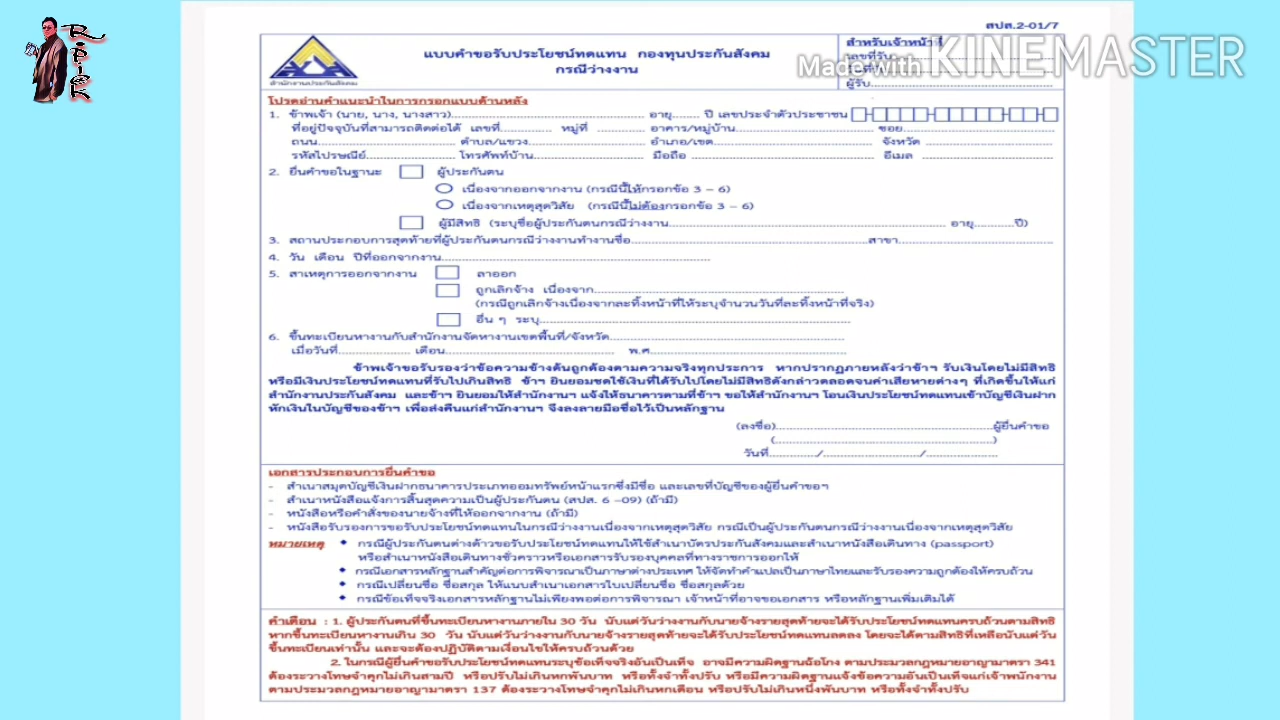 สปส.2-01/7
แบบคำขอรับประโยชน์ทดแทน กองทุนประกันสังคม
กรณีว่างงาน
สำนักงานประกันสังคม
สำหรับเจ้าหน้าที่
เลขที่รับ
ผู้รับ
Made with KINEMASTER
โปรดอ่านคำแนะนำในการกรอกแบบด้านหลัง
1. ข้าพเจ้า (นาย, นาง, นางสาว)........ อายุ........ ปี เลขประจำตัวประชาชน
ที่อยู่ปัจจุบันที่สามารถติดต่อได้ เลขที่........ หมู่ที่ ........ อาคาร/หมู่บ้าน........ ซอย........
ถนน........ ตำบล/แขวง........ อำเภอ/เขต........ จังหวัด ........
รหัสไปรษณีย์........ โทรศัพท์บ้าน........ มือถือ ........ อีเมล ........
2. ยื่นคำขอในฐานะ ผู้ประกันตน
เนื่องจากออกจากงาน (กรณีนี้ให้กรอกข้อ 3 – 6)
เนื่องจากเหตุสุดวิสัย (กรณีนี้ไม่ต้องกรอกข้อ 3 – 6)
ผู้มีสิทธิ (ระบุชื่อผู้ประกันตนกรณีว่างงาน........ อายุ........ปี)
3. สถานประกอบการสุดท้ายที่ผู้ประกันตนกรณีว่างงานทำงานชื่อ........สาขา........
4. วัน เดือน ปีที่ออกจากงาน........
5. สาเหตุการออกจากงาน ลาออก
ถูกเลิกจ้าง เนื่องจาก........
(กรณีถูกเลิกจ้างเนื่องจากละทิ้งหน้าที่ให้ระบุจำนวนวันที่ละทิ้งหน้าที่จริง)
อื่น ๆ ระบุ........
6. ขึ้นทะเบียนหางานกับสำนักงานจัดหางานเขตพื้นที่/จังหวัด........
เมื่อวันที่........ เดือน........ พ.ศ........
ข้าพเจ้าขอรับรองว่าข้อความข้างต้นถูกต้องตามความจริงทุกประการ หากปรากฏภายหลังว่าข้าฯ รับเงินโดยไม่มีสิทธิ
หรือมีเงินประโยชน์ทดแทนที่รับไปเกินสิทธิ ข้าฯ ยินยอมชดใช้เงินที่ได้รับไปโดยไม่มีสิทธิดังกล่าวตลอดจนค่าเสียหายต่างๆ ที่เกิดขึ้นให้แก่
สำนักงานประกันสังคม และข้าฯ ยินยอมให้สำนักงานฯ แจ้งให้ธนาคารตามที่ข้าฯ ขอให้สำนักงานฯ โอนเงินประโยชน์ทดแทนเข้าบัญชีเงินฝาก
หักเงินในบัญชีของข้าฯ เพื่อส่งคืนแก่สำนักงานฯ จึงลงลายมือชื่อไว้เป็นหลักฐาน
(ลงชื่อ)........ผู้ยื่นคำขอ
(........)
วันที่......../......../........
เอกสารประกอบการยื่นคำขอ
- สำเนาสมุดบัญชีเงินฝากธนาคารประเภทออมทรัพย์หน้าแรกซึ่งมีชื่อ และเลขที่บัญชีของผู้ยื่นคำขอฯ
- สำเนาหนังสือแจ้งการสิ้นสุดความเป็นผู้ประกันตน (สปส. 6 -09) (ถ้ามี)
- หนังสือหรือคำสั่งของนายจ้างที่ให้ออกจากงาน (ถ้ามี)
- หนังสือรับรองการขอรับประโยชน์ทดแทนในกรณีว่างงานเนื่องจากเหตุสุดวิสัย กรณีเป็นผู้ประกันตนกรณีว่างงานเนื่องจากเหตุสุดวิสัย
หมายเหตุ กรณีผู้ประกันตนต่างด้าวขอรับประโยชน์ทดแทนให้ใช้สำเนาบัตรประกันสังคมและสำเนาหนังสือเดินทาง (passport)
หรือสำเนาหนังสือเดินทางชั่วคราวหรือเอกสารรับรองบุคคลที่ทางราชการออกให้
กรณีเอกสารหลักฐานสำคัญต่อการพิจารณาเป็นภาษาต่างประเทศ ให้จัดทำคำแปลเป็นภาษาไทยและรับรองความถูกต้องให้ครบถ้วน
กรณีเปลี่ยนชื่อ ชื่อสกุล ให้แนบสำเนาเอกสารใบเปลี่ยนชื่อ ชื่อสกุลด้วย
กรณีข้อเท็จจริงเอกสารหลักฐานไม่เพียงพอต่อการพิจารณา เจ้าหน้าที่อาจขอเอกสาร หรือหลักฐานเพิ่มเติมได้
คำเตือน : 1. ผู้ประกันตนที่ขึ้นทะเบียนหางานภายใน 30 วัน นับแต่วันว่างงานกับนายจ้างรายสุดท้ายจะได้รับประโยชน์ทดแทนครบถ้วนตามสิทธิ
หากขึ้นทะเบียนหางานเกิน 30 วัน นับแต่วันว่างงานกับนายจ้างรายสุดท้ายจะได้รับประโยชน์ทดแทนลดลง โดยจะได้ตามสิทธิที่เหลือนับแต่วัน
ขึ้นทะเบียนเท่านั้น และจะต้องปฏิบัติตามเงื่อนไขให้ครบถ้วนด้วย
2. ในกรณีผู้ยื่นคำขอรับประโยชน์ทดแทนระบุข้อเท็จจริงอันเป็นเท็จ อาจมีความผิดฐานฉ้อโกง ตามประมวลกฎหมายอาญามาตรา 341
ต้องระวางโทษจำคุกไม่เกินสามปี หรือปรับไม่เกินหกพันบาท หรือทั้งจำทั้งปรับ หรือมีความผิดฐานแจ้งข้อความอันเป็นเท็จแก่เจ้าพนักงาน
ตามประมวลกฎหมายอาญามาตรา 137 ต้องระวางโทษจำคุกไม่เกินหกเดือน หรือปรับไม่เกินหนึ่งพันบาท หรือทั้งจำทั้งปรับ